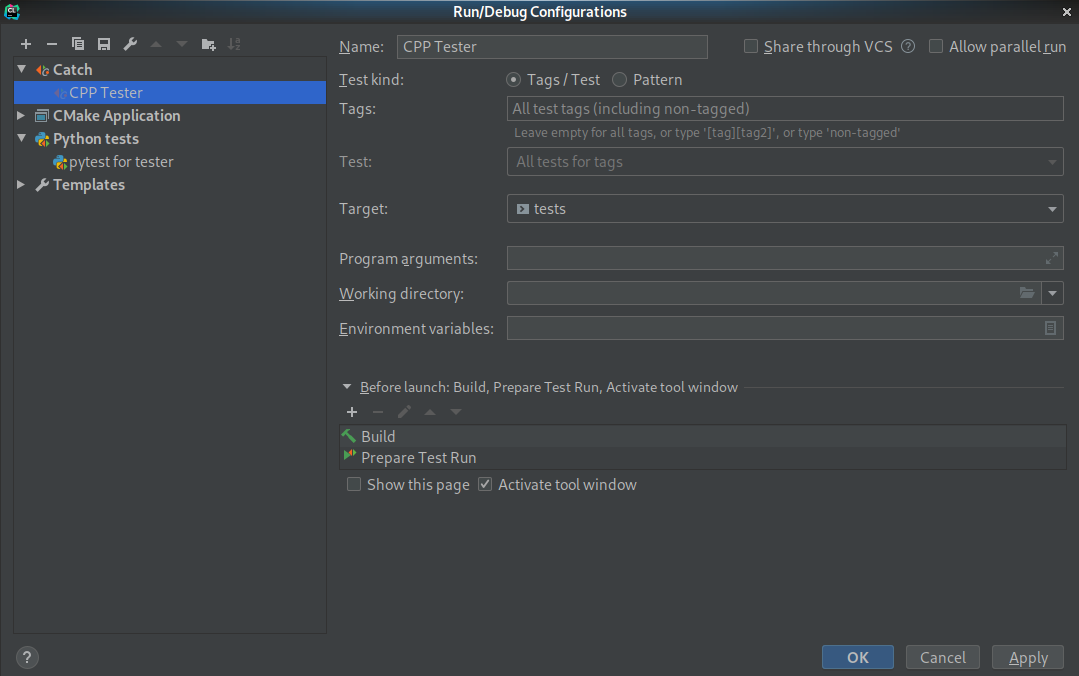 Run/Debug Configurations
Name: CPP Tester Share through VCS ? Allow parallel run
Catch
CPP Tester
CMake Application
Python tests
pytest for tester
Templates
Test kind: Tags / Test Pattern
Tags: All test tags (including non-tagged)
Leave empty for all tags, or type '[tag][tag2]', or type 'non-tagged'
Test: All tests for tags
Target: tests
Program arguments:
Working directory:
Environment variables:
Before launch: Build, Prepare Test Run, Activate tool window
Build
Prepare Test Run
Show this page Activate tool window
? OK Cancel Apply